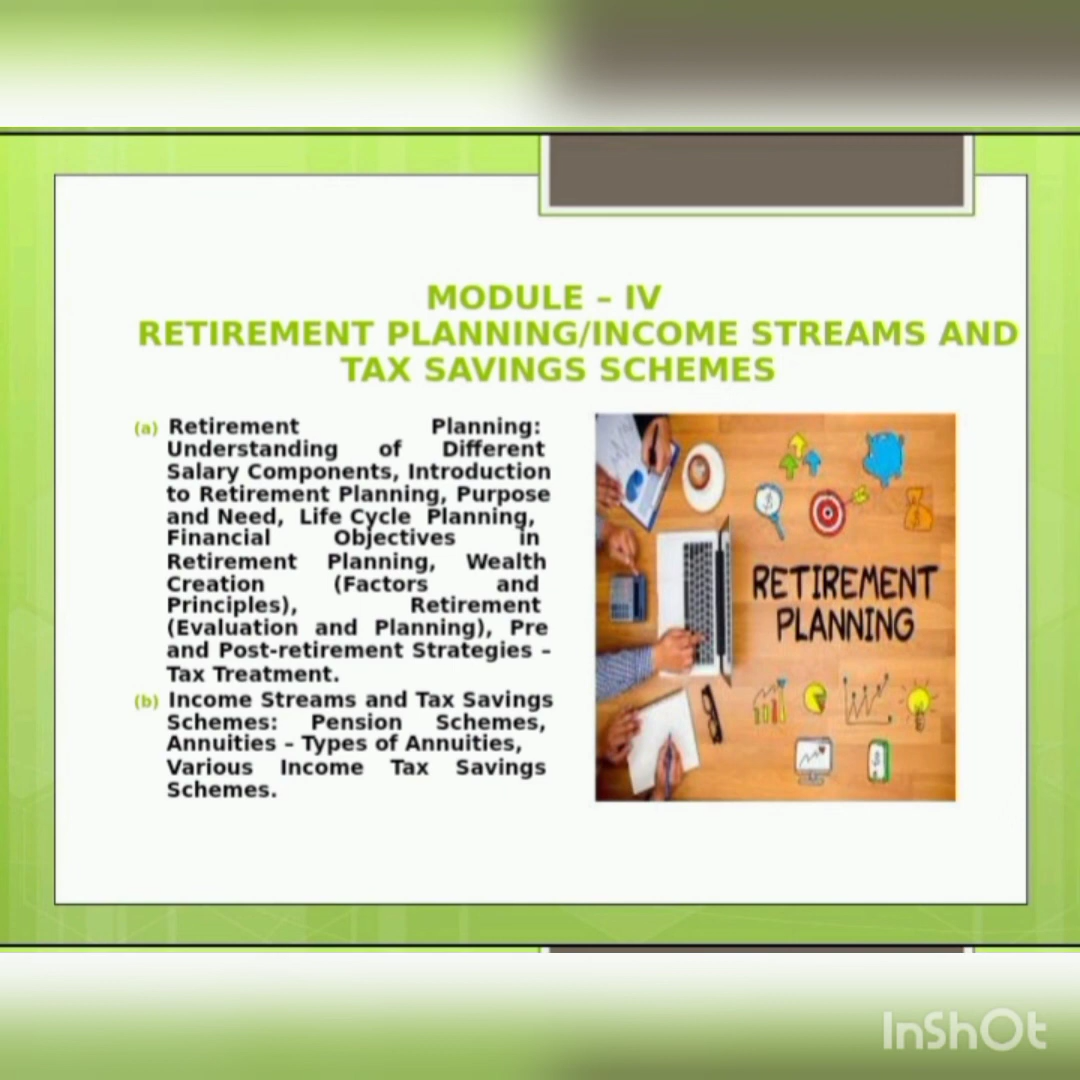 MODULE – IV
RETIREMENT PLANNING/INCOME STREAMS AND
TAX SAVINGS SCHEMES
(a) Retirement Planning:
Understanding of Different
Salary Components, Introduction
to Retirement Planning, Purpose
and Need, Life Cycle Planning,
Financial Objectives in
Retirement Planning, Wealth
Creation (Factors and
Principles), Retirement
(Evaluation and Planning), Pre
and Post-retirement Strategies –
Tax Treatment.
(b) Income Streams and Tax Savings
Schemes: Pension Schemes,
Annuities – Types of Annuities,
Various Income Tax Savings
Schemes.
RETIREMENT
PLANNING
InShOt